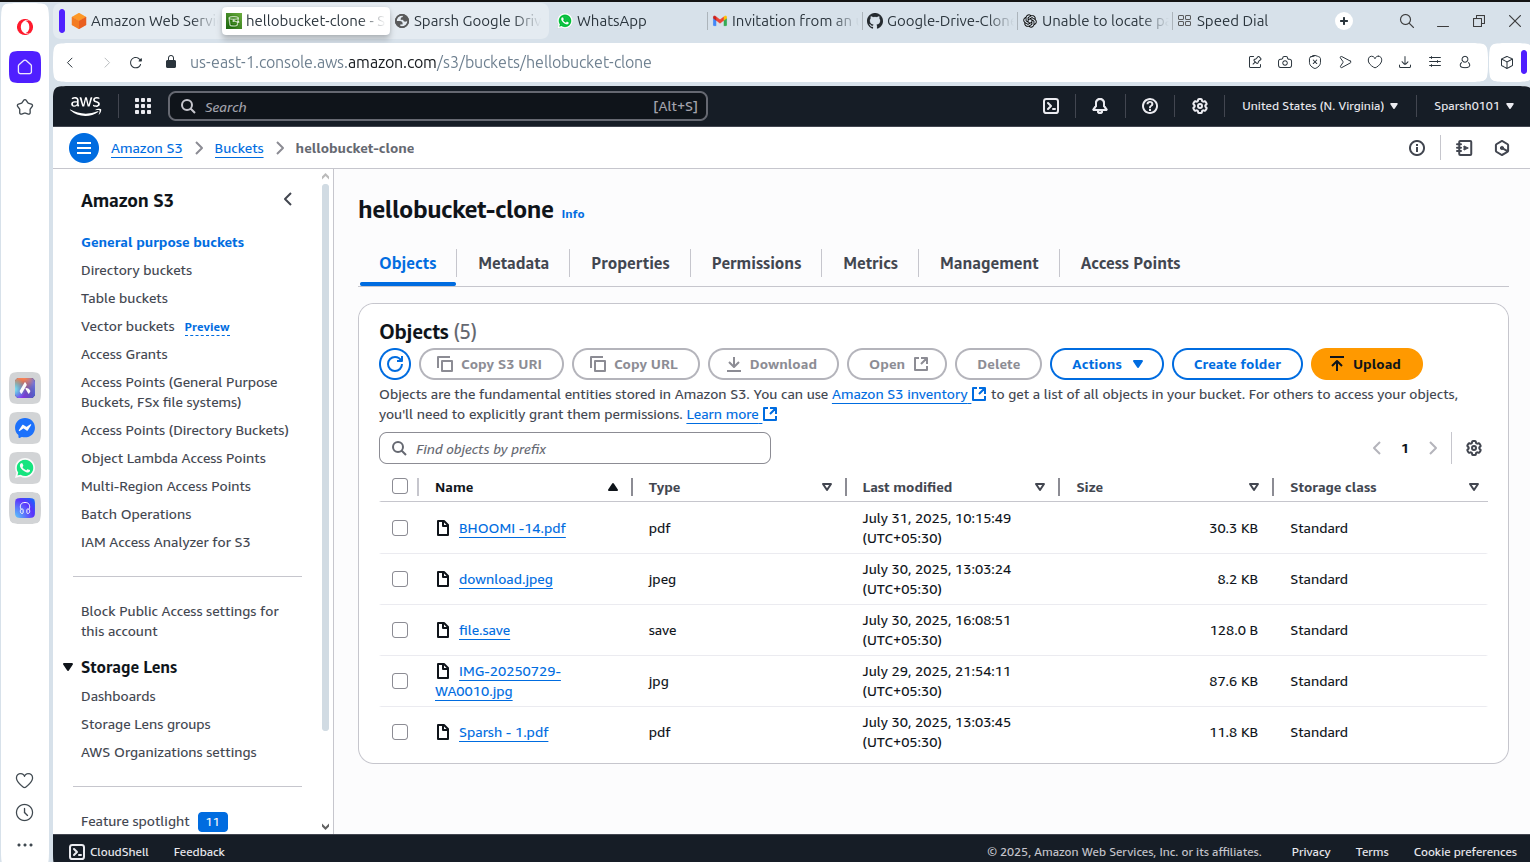 Amazon Web Servi
hellobucket-clone - S
Sparsh Google Driv
WhatsApp
Invitation from an
Google-Drive-Clon
Unable to locate p
Speed Dial
us-east-1.console.aws.amazon.com/s3/buckets/hellobucket-clone
aws
Search
[Alt+S]
United States (N. Virginia)
Sparsh0101
Amazon S3
Buckets
hellobucket-clone
Amazon S3
General purpose buckets
Directory buckets
Table buckets
Vector buckets Preview
Access Grants
Access Points (General Purpose
Buckets, FSx file systems)
Access Points (Directory Buckets)
Object Lambda Access Points
Multi-Region Access Points
Batch Operations
IAM Access Analyzer for S3
Block Public Access settings for
this account
Storage Lens
Dashboards
Storage Lens groups
AWS Organizations settings
Feature spotlight 11
hellobucket-clone Info
Objects
Metadata
Properties
Permissions
Metrics
Management
Access Points
Objects (5)
Copy S3 URI
Copy URL
Download
Open
Delete
Actions
Create folder
Upload
Objects are the fundamental entities stored in Amazon S3. You can use Amazon S3 inventory to get a list of all objects in your bucket. For others to access your objects,
you'll need to explicitly grant them permissions. Learn more
Find objects by prefix
1
Name Type Last modified Size Storage class
BHOOMI -14.pdf pdf July 31, 2025, 10:15:49 (UTC+05:30) 30.3 KB Standard
download.jpeg jpeg July 30, 2025, 13:03:24 (UTC+05:30) 8.2 KB Standard
file.save save July 30, 2025, 16:08:51 (UTC+05:30) 128.0 B Standard
IMG-20250729-WA0010.jpg jpg July 29, 2025, 21:54:11 (UTC+05:30) 87.6 KB Standard
Sparsh - 1.pdf pdf July 30, 2025, 13:03:45 (UTC+05:30) 11.8 KB Standard
CloudShell
Feedback
© 2025, Amazon Web Services, Inc. or its affiliates.
Privacy
Terms
Cookie preferences